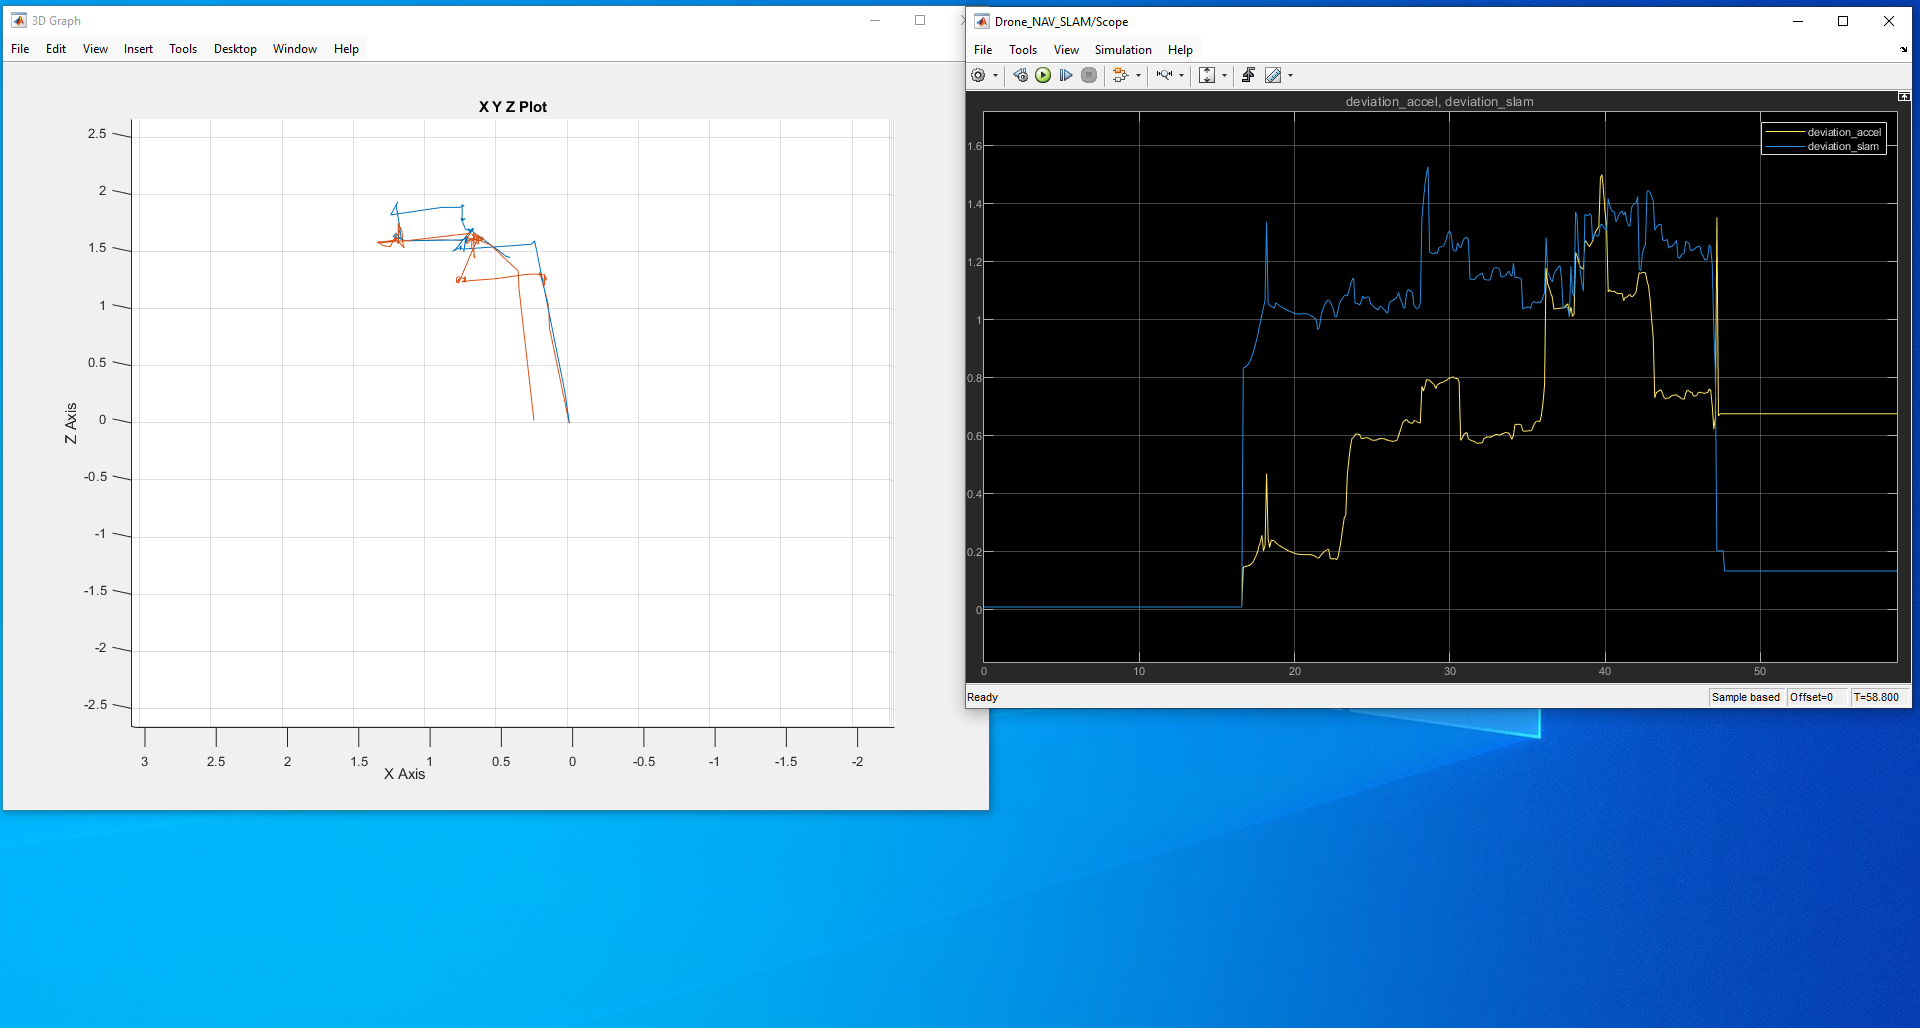 3D Graph
File Edit View Insert Tools Desktop Window Help
X Y Z Plot
2.5
2
1.5
1
0.5
0
-0.5
-1
-1.5
-2
-2.5
Z Axis
3 2.5 2 1.5 1 0.5 0 -0.5 -1 -1.5 -2
X Axis
Drone_NAV_SLAM/Scope
File Tools View Simulation Help
deviation_accel, deviation_slam
deviation_accel
deviation_slam
1.6
1.4
1.2
1
0.8
0.6
0.4
0.2
0
0 10 20 30 40 50
Ready Sample based Offset=0 T=58.800